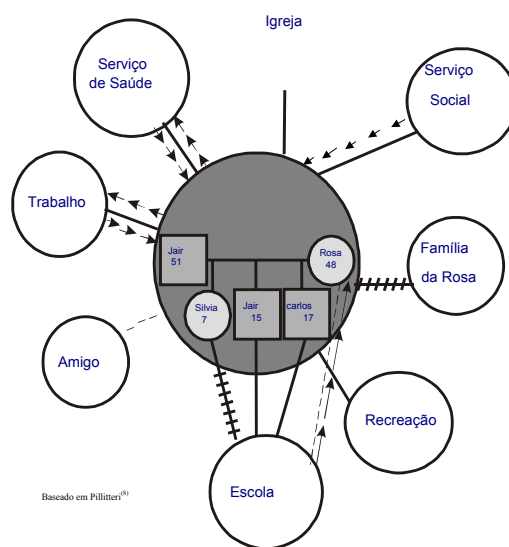 Igreja
Serviço
de Saúde
Serviço
Social
Trabalho
Jair
51
Rosa
48
Família
da Rosa
Silvia
7
Jair
15
carlos
17
Amigo
Recreação
Escola
Baseado em Pillitteri(8)